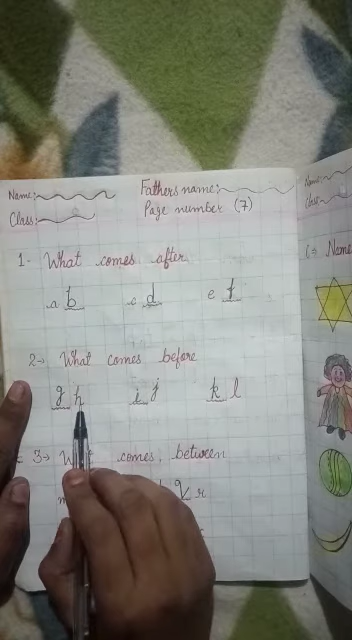 Name: Fathers name:
Class: Page number (7)
1- What comes after
a b c d e f
2→ What comes before
g h i j k l
3→ comes between
q r
Name
Class
Name